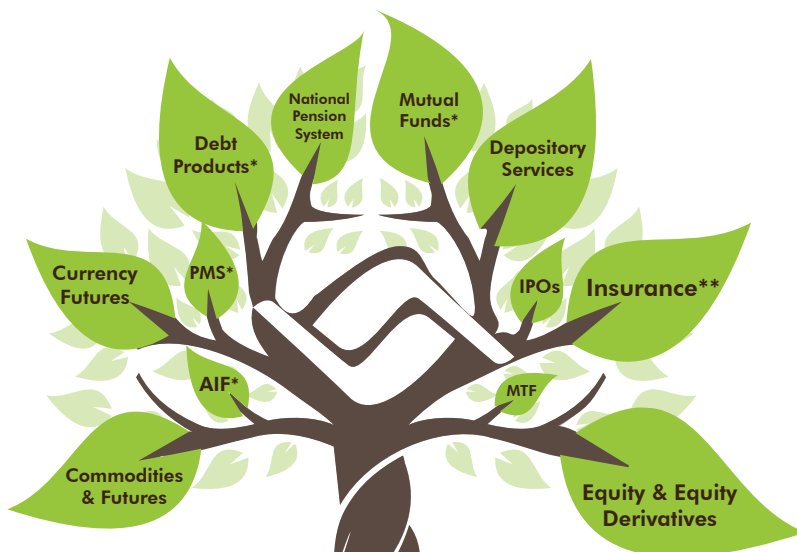 National
Pension
System
Mutual
Funds*
Debt
Products*
Depository
Services
Currency
Futures
PMS*
IPOs
Insurance**
AIF*
MTF
Commodities
& Futures
Equity & Equity
Derivatives